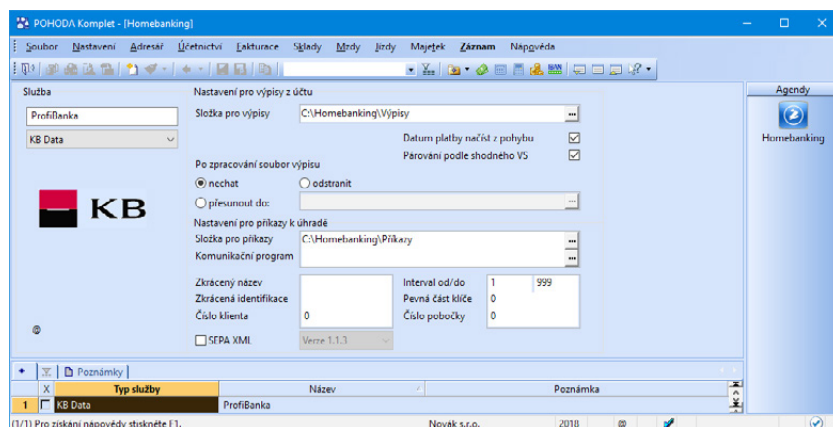 POHODA Komplet - [Homebanking]
Soubor Nastavení Adresář Účetnictví Fakturace Sklady Mzdy Jízdy Majetek Záznam Nápověda
Služba
ProfiBanka
KB Data
KB
@
Nastavení pro výpisy z účtu
Složka pro výpisy C:\Homebanking\Výpisy ...
Datum platby načíst z pohybu
Párování podle shodného VS
Po zpracování soubor výpisu
nechat odstranit
přesunout do: ...
Nastavení pro příkazy k úhradě
Složka pro příkazy C:\Homebanking\Příkazy ...
Komunikační program ...
Zkrácený název Interval od/do 1 999
Zkrácená identifikace Pevná část klíče 0
Číslo klienta 0 Číslo pobočky 0
SEPA XML Verze 1.1.3
Agendy
Homebanking
Poznámky
X Typ služby Název Poznámka
1 KB Data ProfiBanka
(1/1) Pro získání nápovědy stiskněte F1. Novák s.r.o. 2018 @